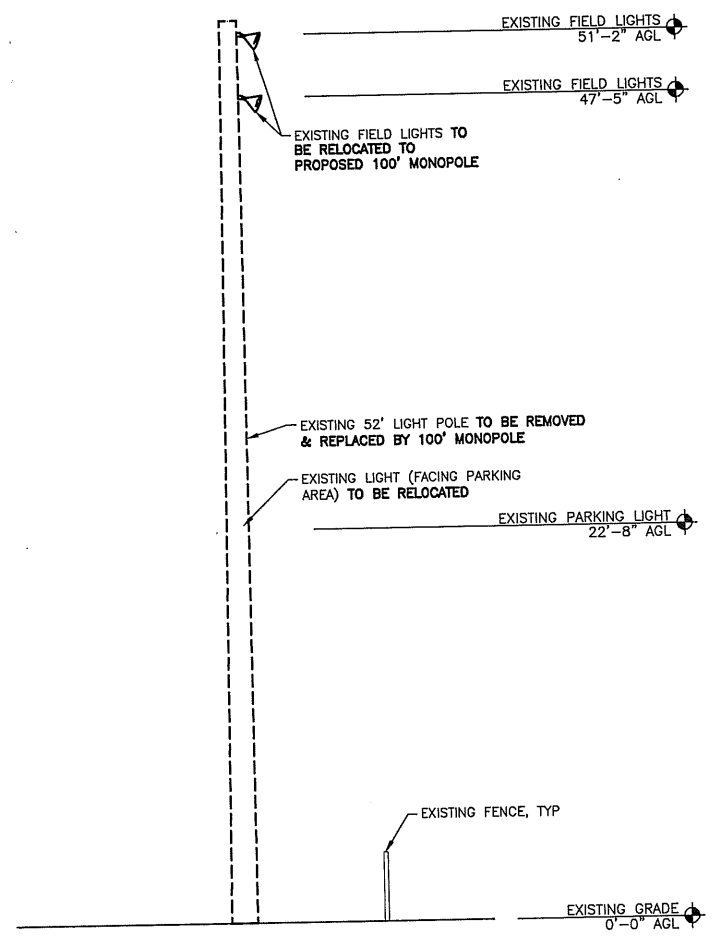 EXISTING FIELD LIGHTS
51'-2" AGL
EXISTING FIELD LIGHTS
47'-5" AGL
EXISTING FIELD LIGHTS TO
BE RELOCATED TO
PROPOSED 100' MONOPOLE
EXISTING 52' LIGHT POLE TO BE REMOVED
& REPLACED BY 100' MONOPOLE
EXISTING LIGHT (FACING PARKING
AREA) TO BE RELOCATED
EXISTING PARKING LIGHT
22'-8" AGL
EXISTING FENCE, TYP
EXISTING GRADE
0'-0" AGL